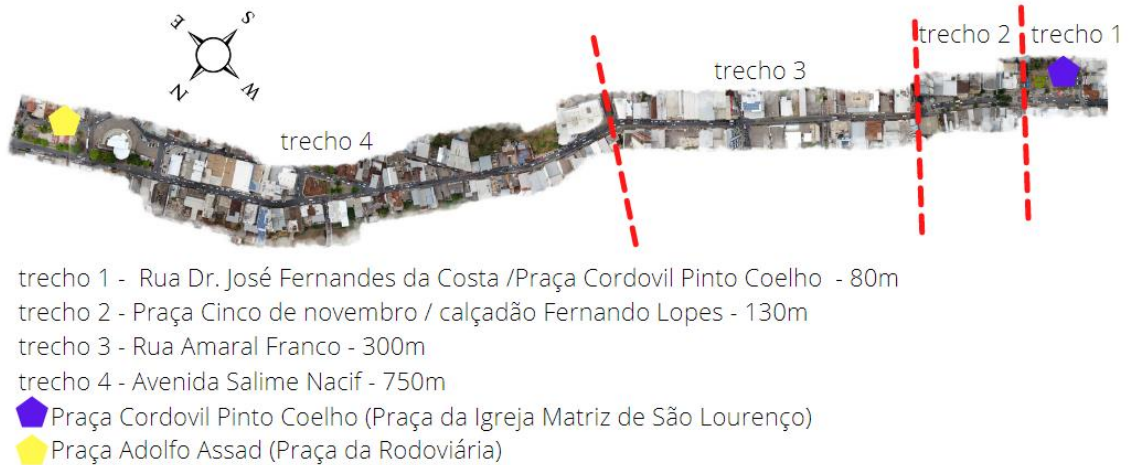 S
E
N
W
trecho 2
trecho 1
trecho 3
trecho 4
trecho 1 - Rua Dr. José Fernandes da Costa /Praça Cordovil Pinto Coelho - 80m
trecho 2 - Praça Cinco de novembro / calçadão Fernando Lopes - 130m
trecho 3 - Rua Amaral Franco - 300m
trecho 4 - Avenida Salime Nacif - 750m
Praça Cordovil Pinto Coelho (Praça da Igreja Matriz de São Lourenço)
Praça Adolfo Assad (Praça da Rodoviária)